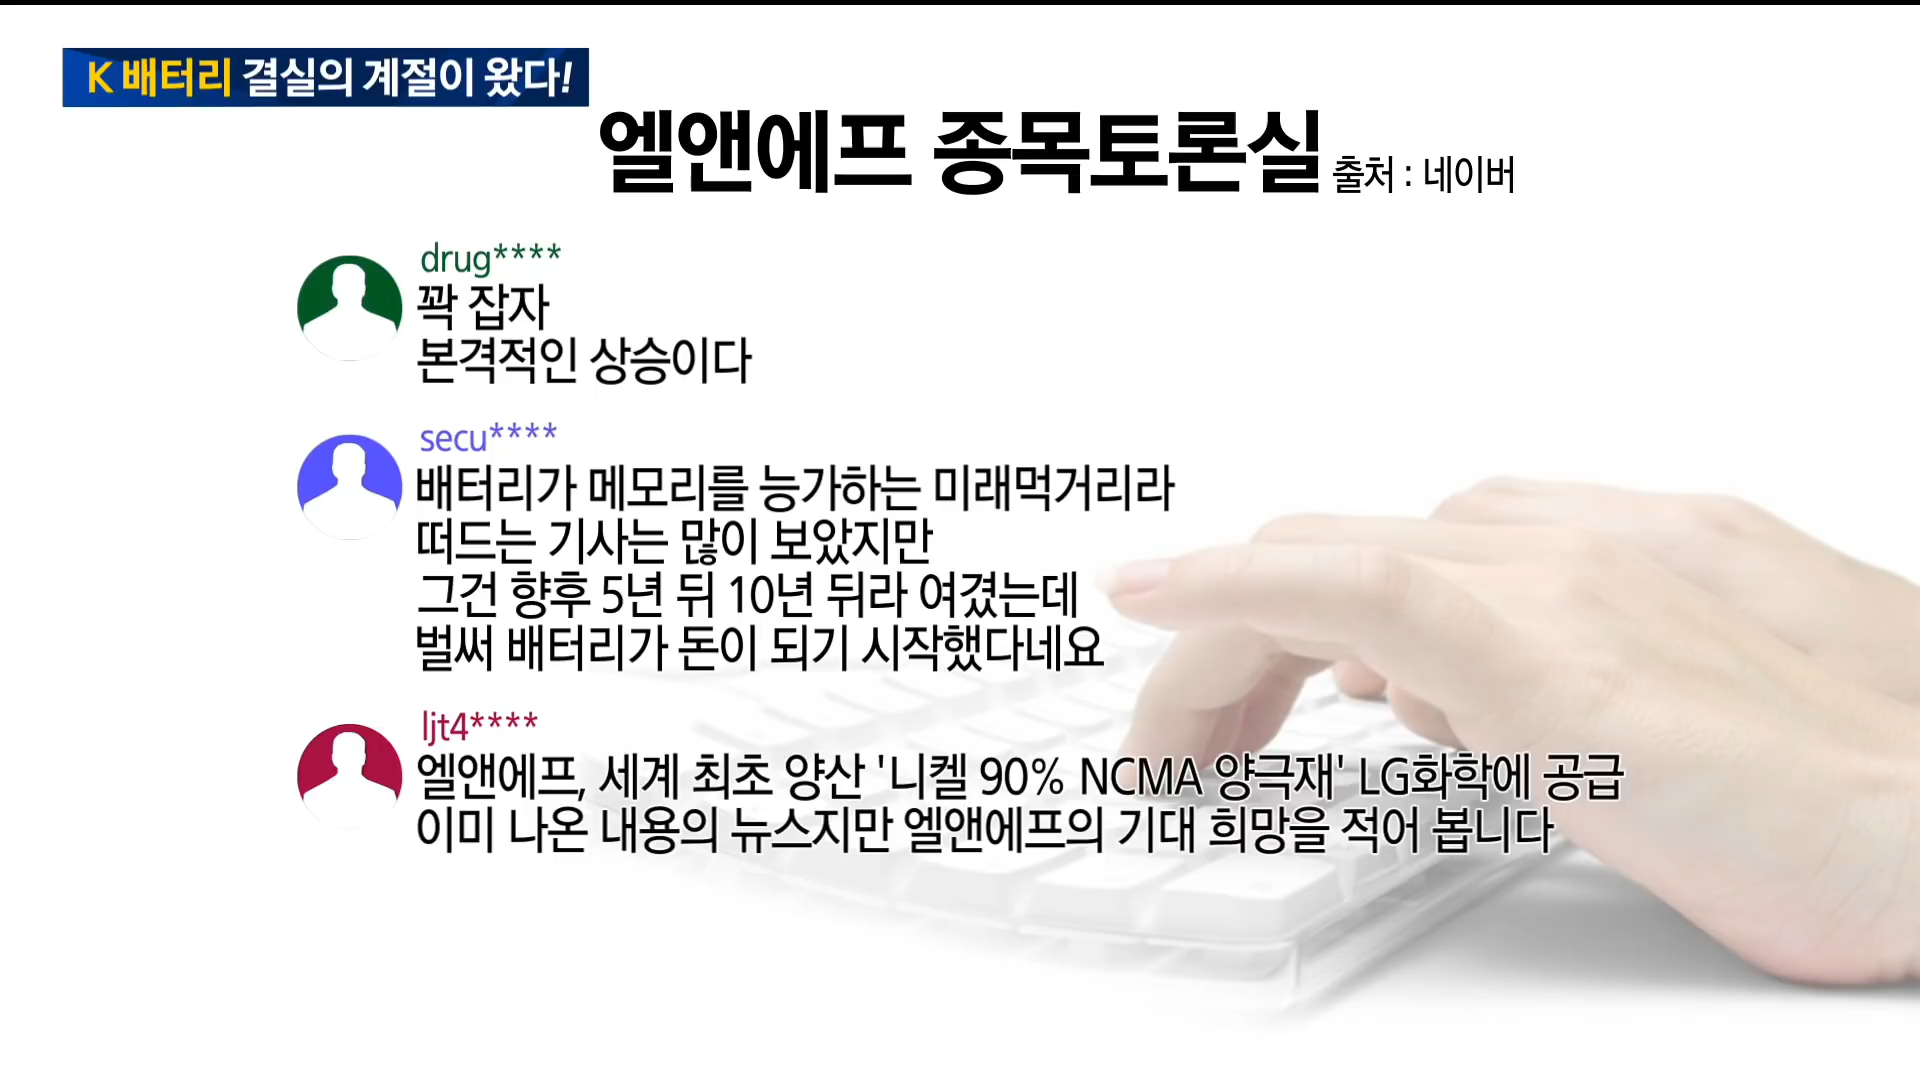 K 배터리 결실의 계절이 왔다!
엘앤에프 종목토론실 출처 : 네이버
drug****
꽉 잡자
본격적인 상승이다
secu****
배터리가 메모리를 능가하는 미래먹거리라
떠드는 기사는 많이 보았지만
그건 향후 5년 뒤 10년 뒤라 여겼는데
벌써 배터리가 돈이 되기 시작했다네요
ljt4****
엘앤에프, 세계 최초 양산 '니켈 90% NCMA 양극재' LG화학에 공급
이미 나온 내용의 뉴스지만 엘앤에프의 기대 희망을 적어 봅니다